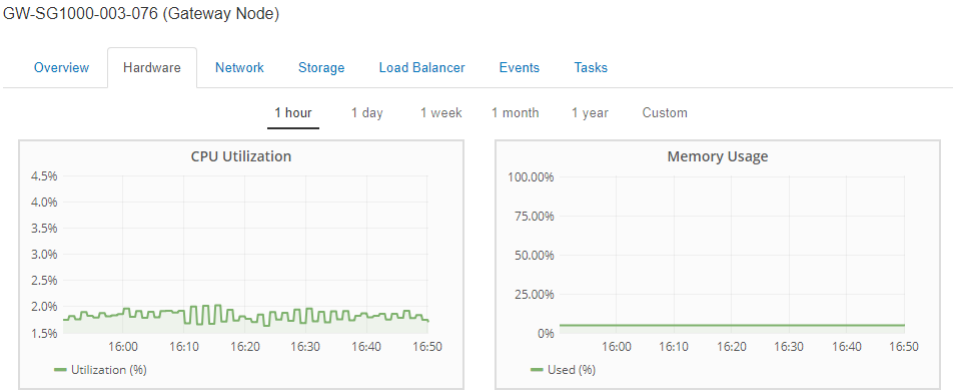 GW-SG1000-003-076 (Gateway Node)
Overview Hardware Network Storage Load Balancer Events Tasks
1 hour 1 day 1 week 1 month 1 year Custom
CPU Utilization
4.5%
4.0%
3.5%
3.0%
2.5%
2.0%
1.5%
16:00 16:10 16:20 16:30 16:40 16:50
Utilization (%)
Memory Usage
100.00%
75.00%
50.00%
25.00%
0%
16:00 16:10 16:20 16:30 16:40 16:50
Used (%)